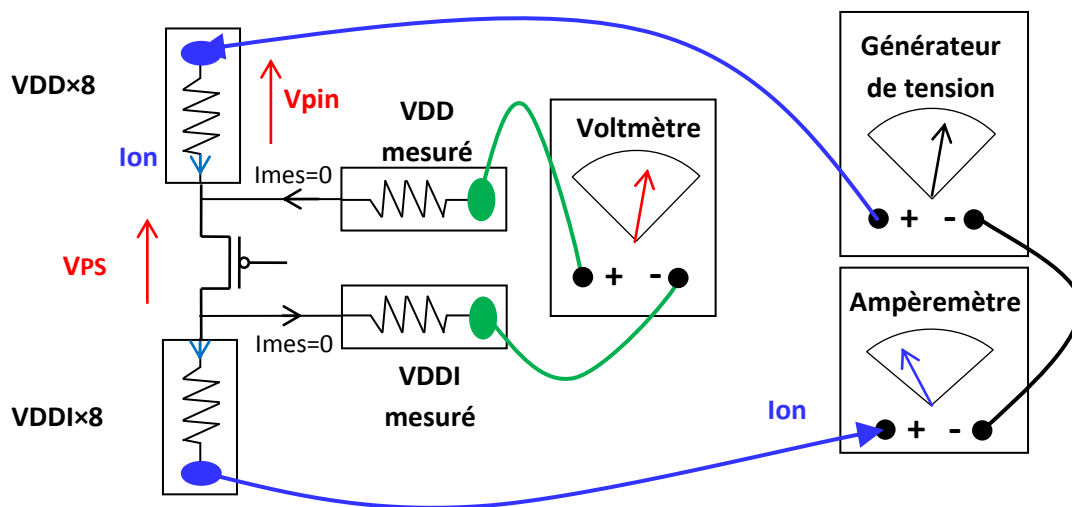 VDD×8
Vpin
Ion
Imes=0
VDD
mesuré
Voltmètre
+ -
Générateur
de tension
+ -
VPS
Imes=0
VDDI
mesuré
VDDI×8
Ampèremètre
+ -
Ion